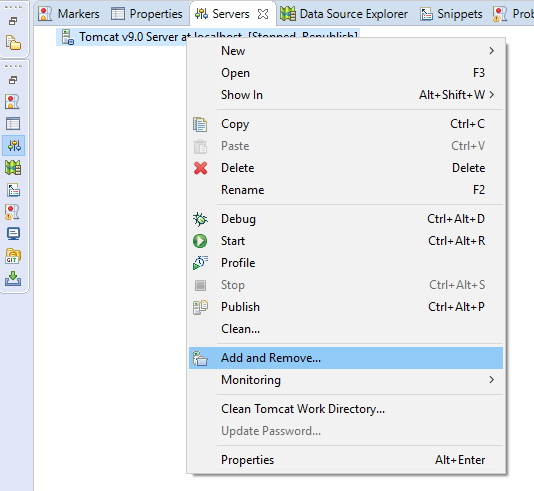 Markers Properties Servers Data Source Explorer Snippets Prob
Tomcat v9.0 Server at localhost [Stopped, Republish]
New
Open F3
Show In Alt+Shift+W
Copy Ctrl+C
Paste Ctrl+V
Delete Delete
Rename F2
Debug Ctrl+Alt+D
Start Ctrl+Alt+R
Profile
Stop Ctrl+Alt+S
Publish Ctrl+Alt+P
Clean...
Add and Remove...
Monitoring
Clean Tomcat Work Directory...
Update Password...
Properties Alt+Enter
GIT